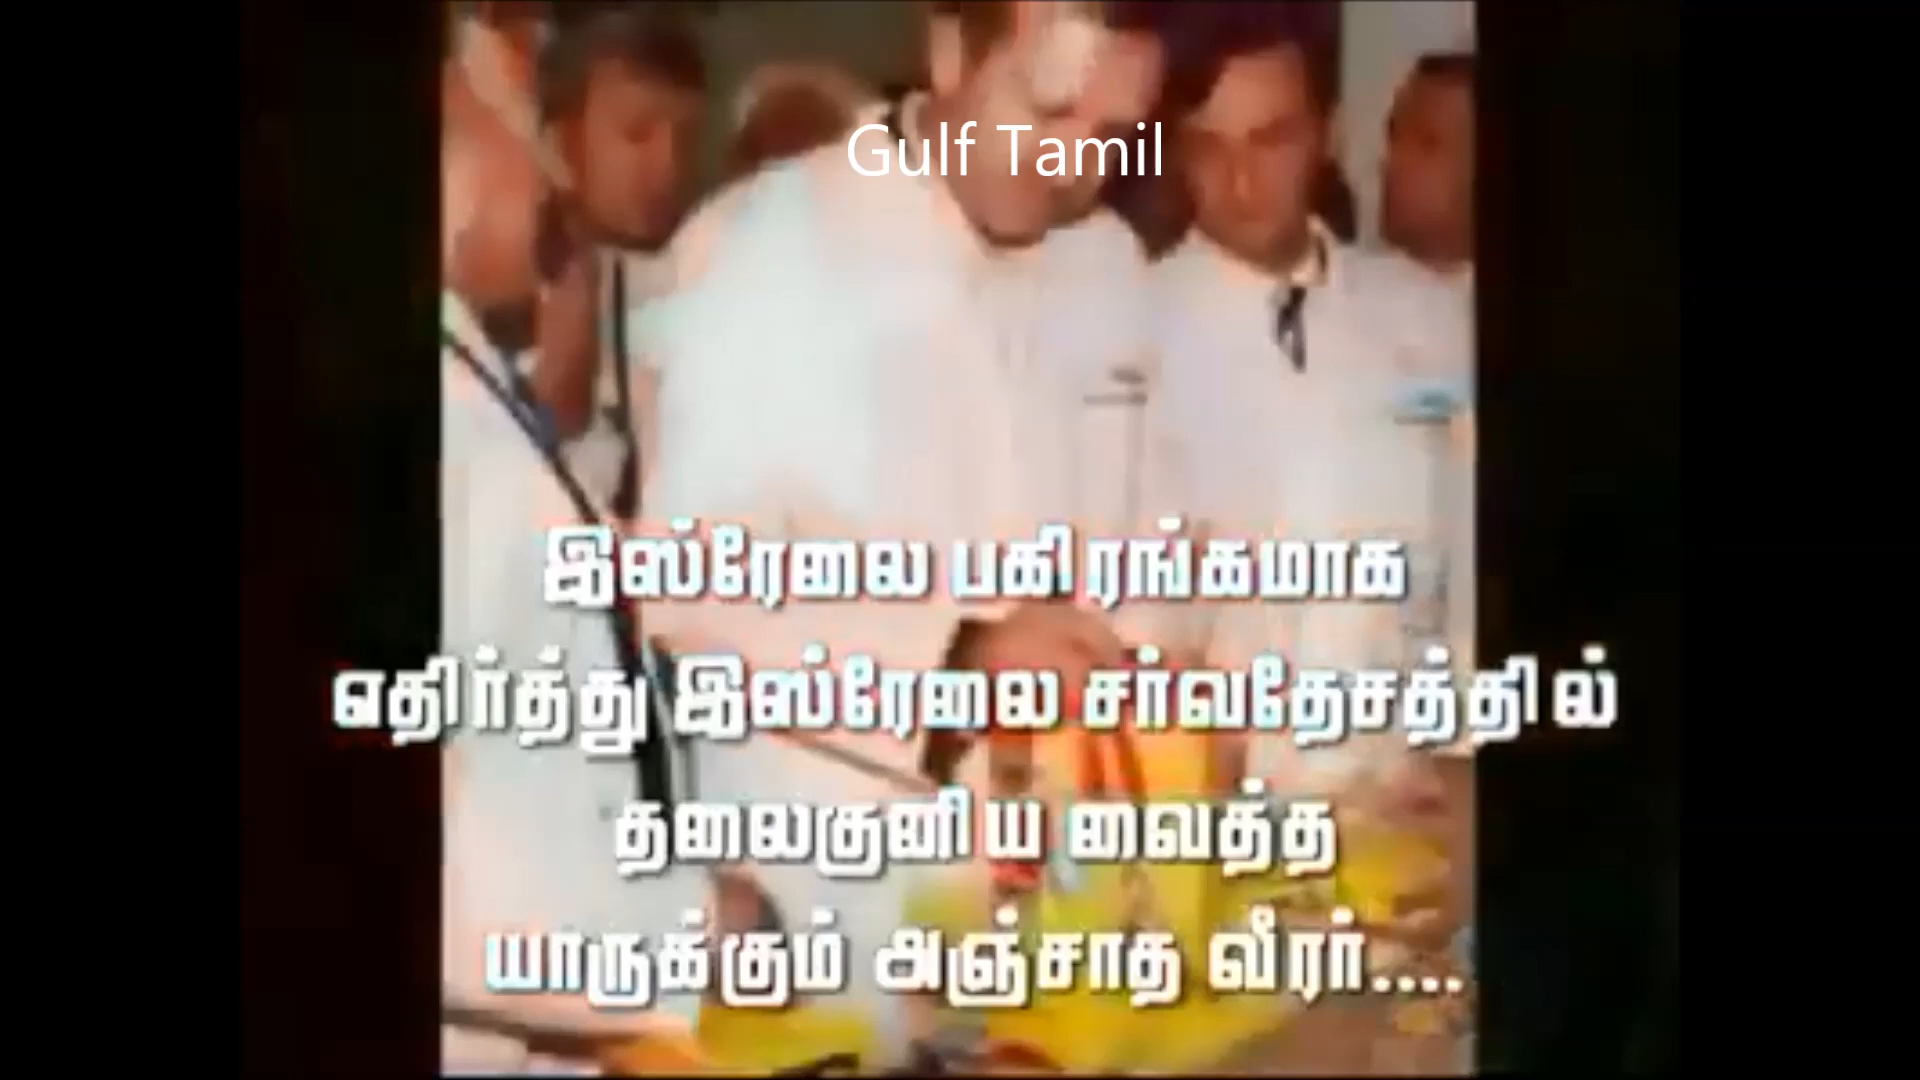 Gulf Tamil
இஸ்ரேலை பகிரங்கமாக
எதிர்த்து இஸ்ரேலை சர்வதேசத்தில்
தலைகுனிய வைத்த
யாருக்கும் அஞ்சாத வீரர்....